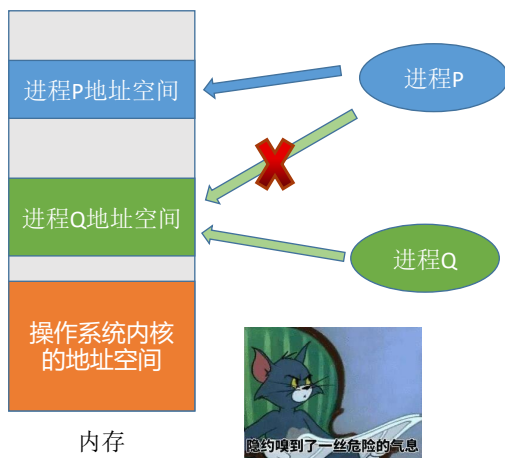 进程P地址空间
进程P
进程Q地址空间
进程Q
操作系统内核
的地址空间
内存
隐约嗅到了一丝危险的气息